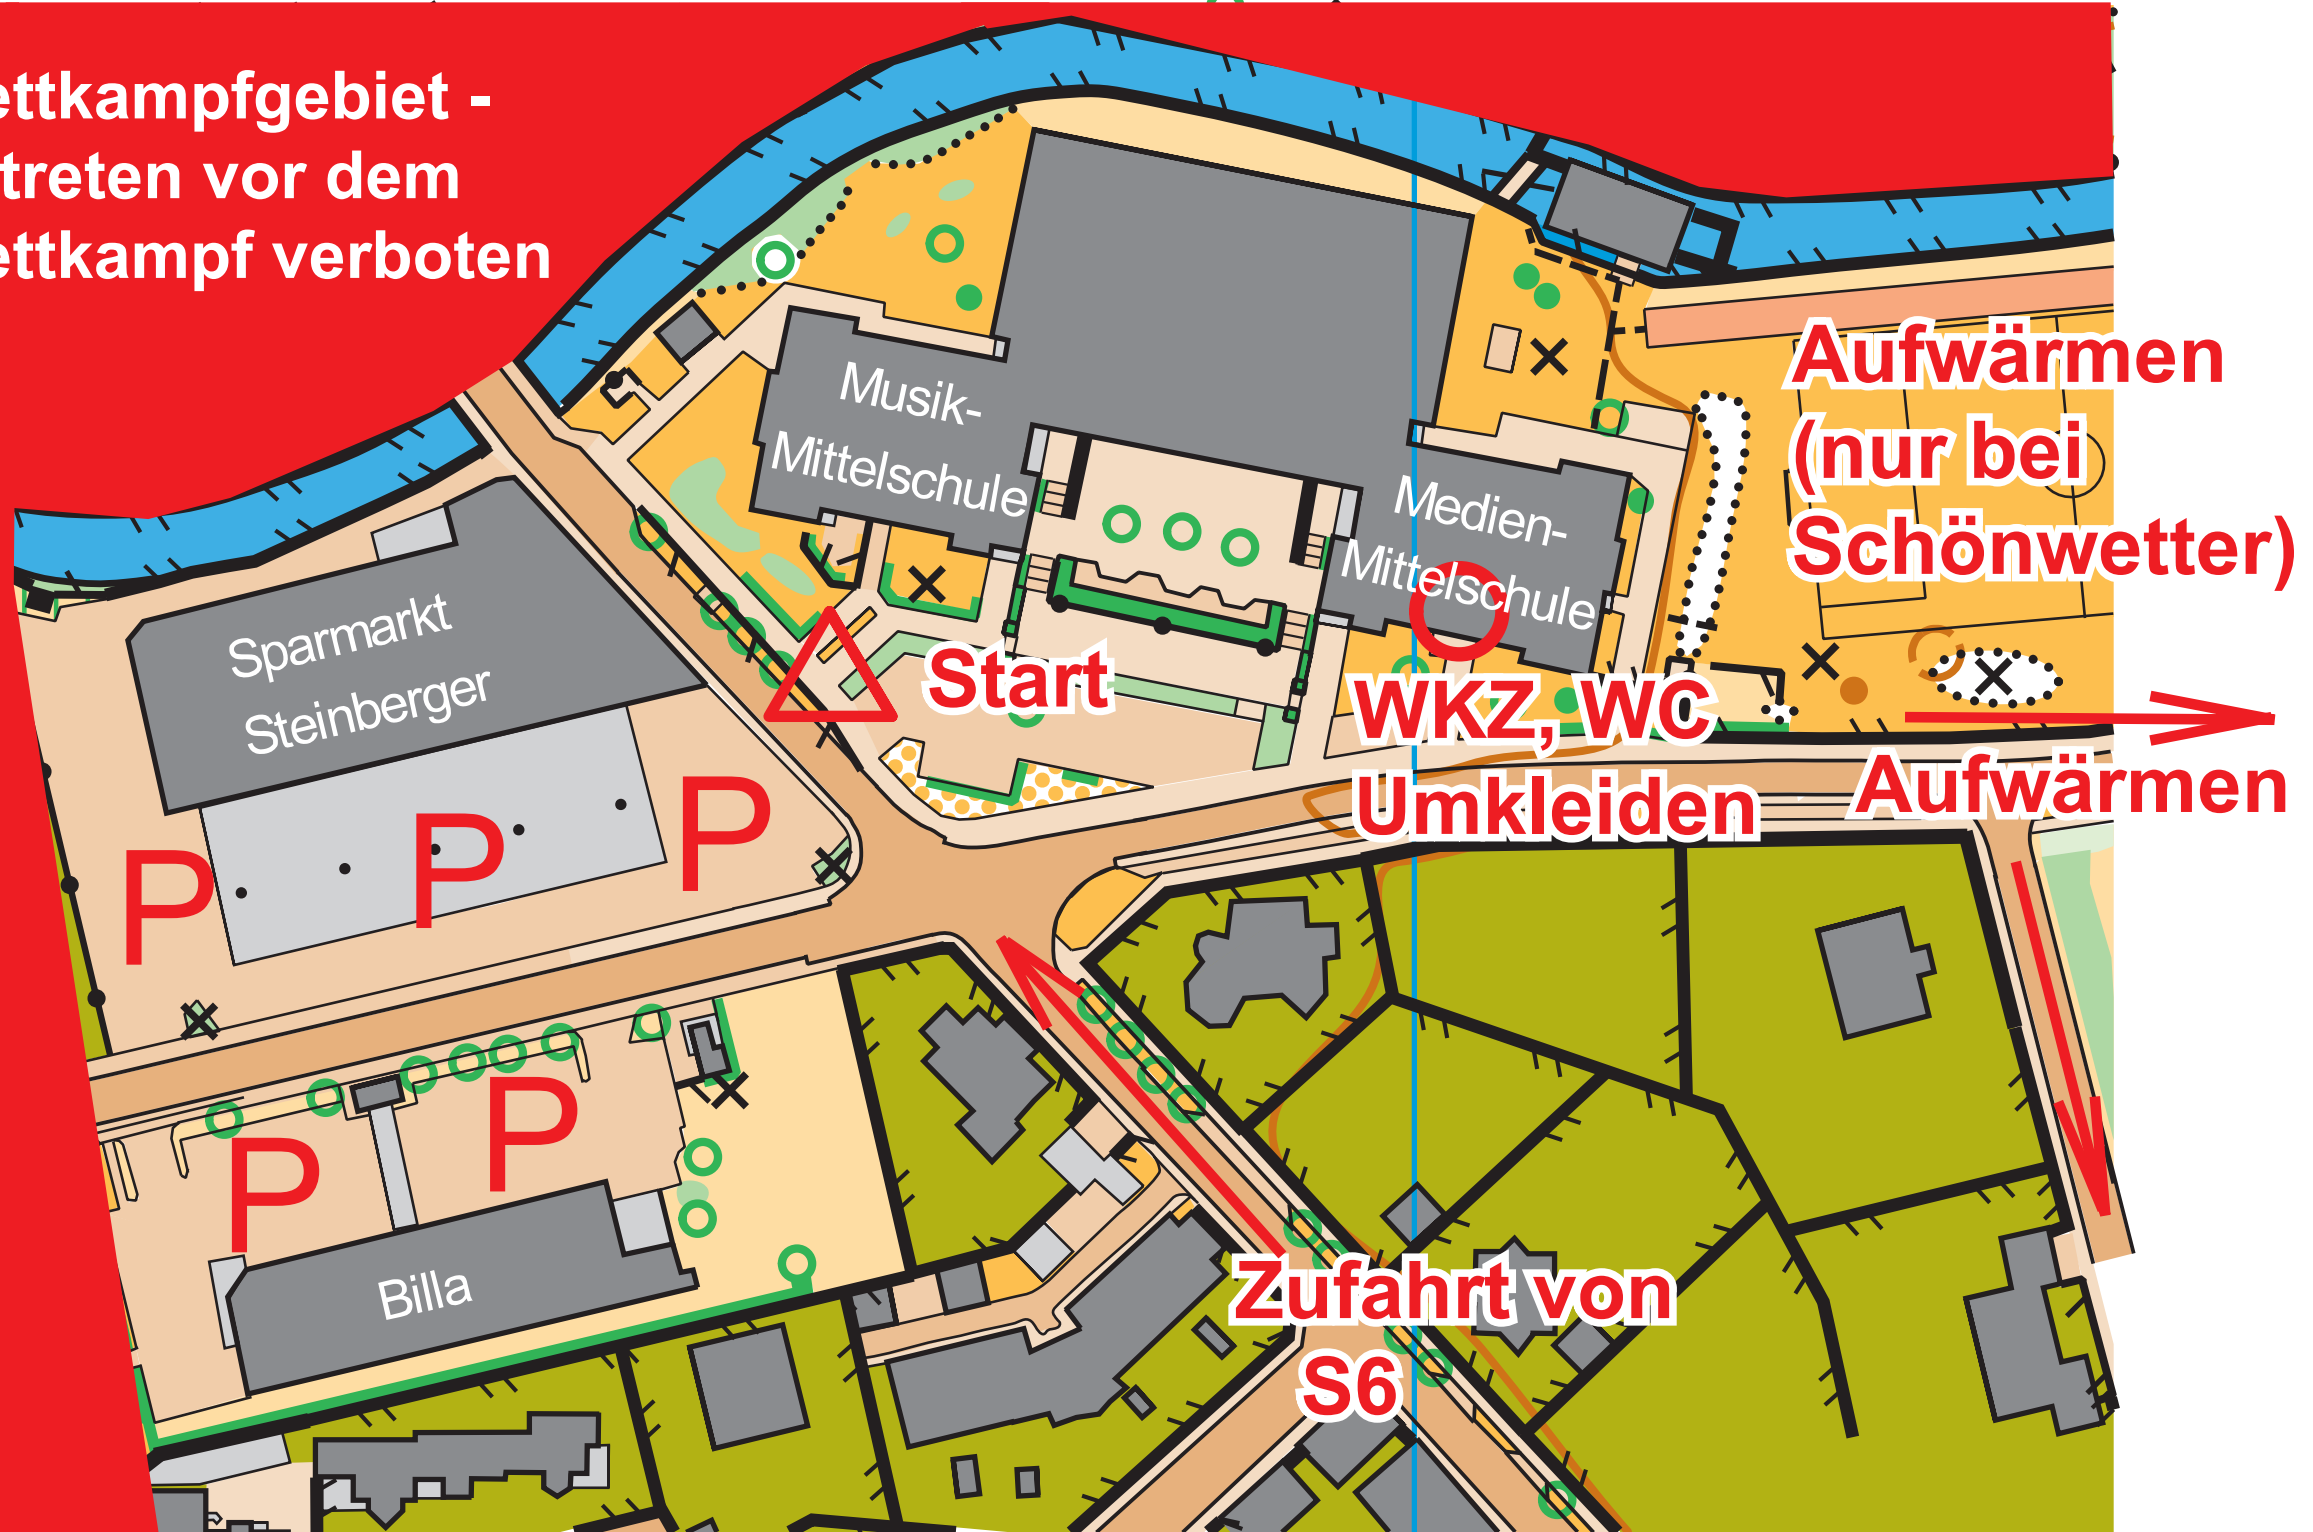 ettkampfgebiet -
treten vor dem
ettkampf verboten
Musik-
Mittelschule
Medien-
Mittelschule
Aufwärmen
(nur bei
Schönwetter)
Sparmarkt
Steinberger
Start
WKZ, WC
Umkleiden
Aufwärmen
P
P
P
P
P
Billa
Zufahrt von
S6